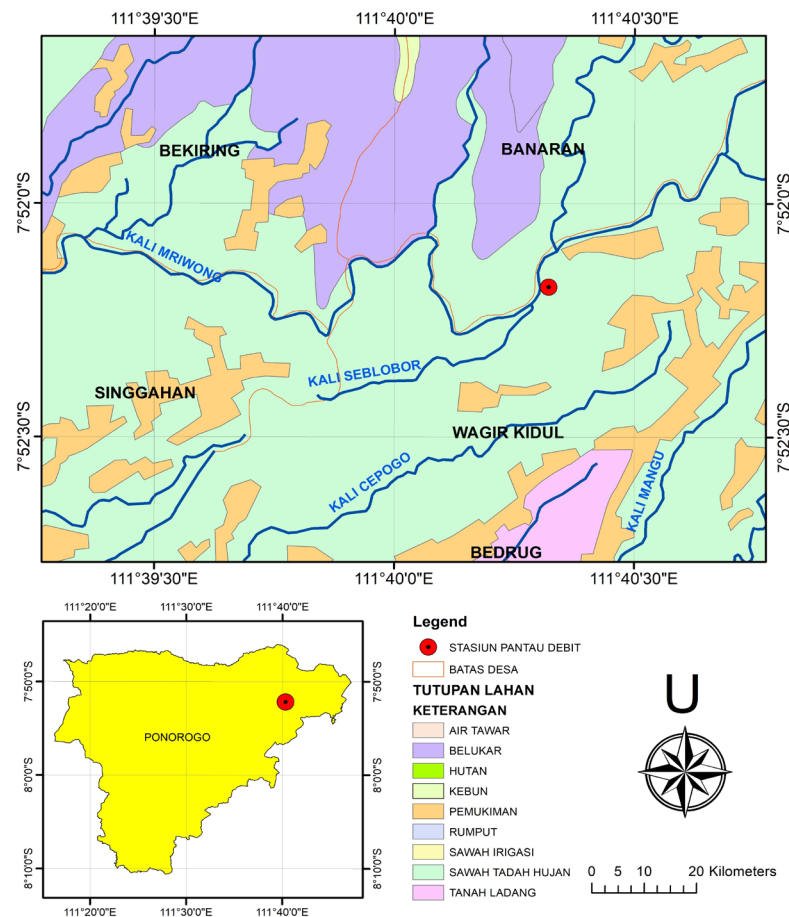 111°39'30"E 111°40'0"E 111°40'30"E
7°52'0"S
7°52'30"S
7°52'0"S
7°52'30"S
BEKIRING
BANARAN
KALI MRIWONG
KALI SEBLOBOR
SINGGAHAN
WAGIR KIDUL
KALI CEPOGO
KALI MANGU
BEDRUG
111°39'30"E 111°40'0"E 111°40'30"E
111°20'0"E 111°30'0"E 111°40'0"E
7°50'0"S
8°0'0"S
8°10'0"S
7°50'0"S
8°0'0"S
8°10'0"S
PONOROGO
111°20'0"E 111°30'0"E 111°40'0"E
Legend
STASIUN PANTAU DEBIT
BATAS DESA
TUTUPAN LAHAN
KETERANGAN
AIR TAWAR
BELUKAR
HUTAN
KEBUN
PEMUKIMAN
RUMPUT
SAWAH IRIGASI
SAWAH TADAH HUJAN
TANAH LADANG
U
0 5 10 20 Kilometers